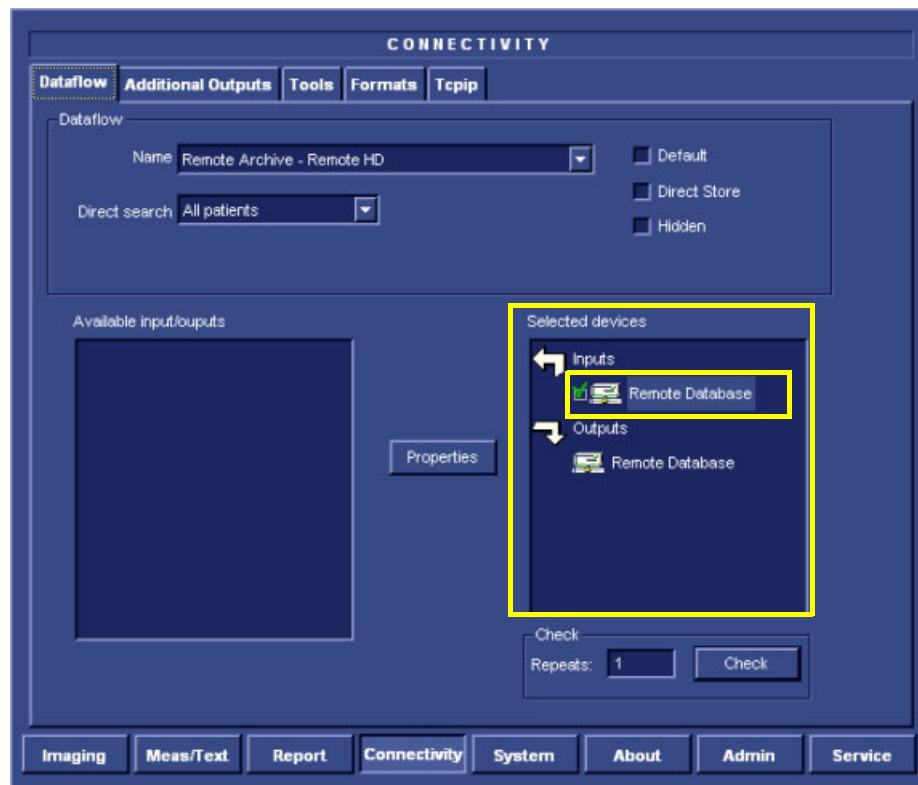 CONNECTIVITY
Dataflow Additional Outputs Tools Formats Tcpip
Dataflow
Name Remote Archive - Remote HD Default
Direct Store
Direct search All patients
Hidden
Available input/ouputs Selected devices
Inputs
Remote Database
Outputs
Properties
Remote Database
Check
Repeats: 1 Check
Imaging Meas/Text Report Connectivity System About Admin Service